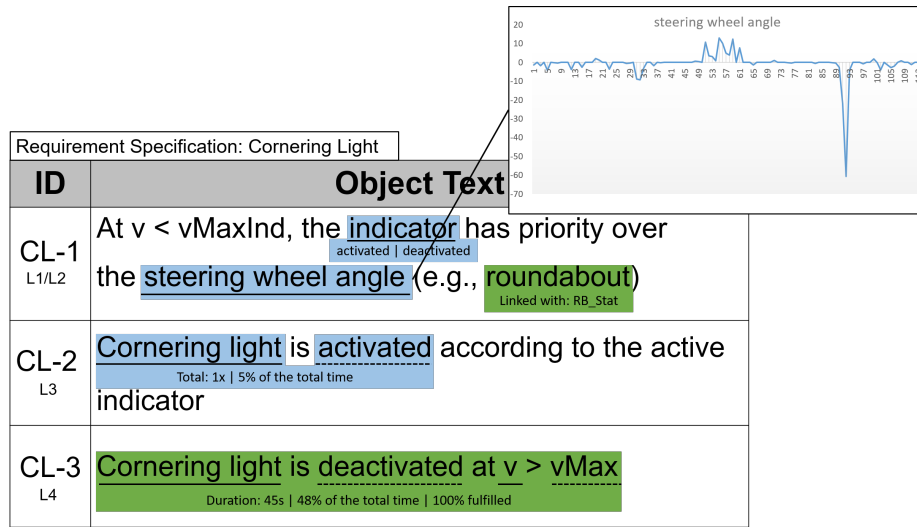 steering wheel angle
20
10
0
-10
-20
-30
-40
-50
-60
-70
1 5 9 13 17 21 25 29 33 37 41 45 49 53 57 61 65 69 73 77 81 85 89 93 97 101 105 109
Requirement Specification: Cornering Light
ID Object Text
CL-1
L1/L2
At v < vMaxInd, the indicator has priority over
activated | deactivated
the steering wheel angle (e.g., roundabout)
Linked with: RB_Stat
CL-2
L3
Cornering light is activated according to the active
Total: 1x | 5% of the total time
indicator
CL-3
L4
Cornering light is deactivated at v > vMax
Duration: 45s | 48% of the total time | 100% fulfilled